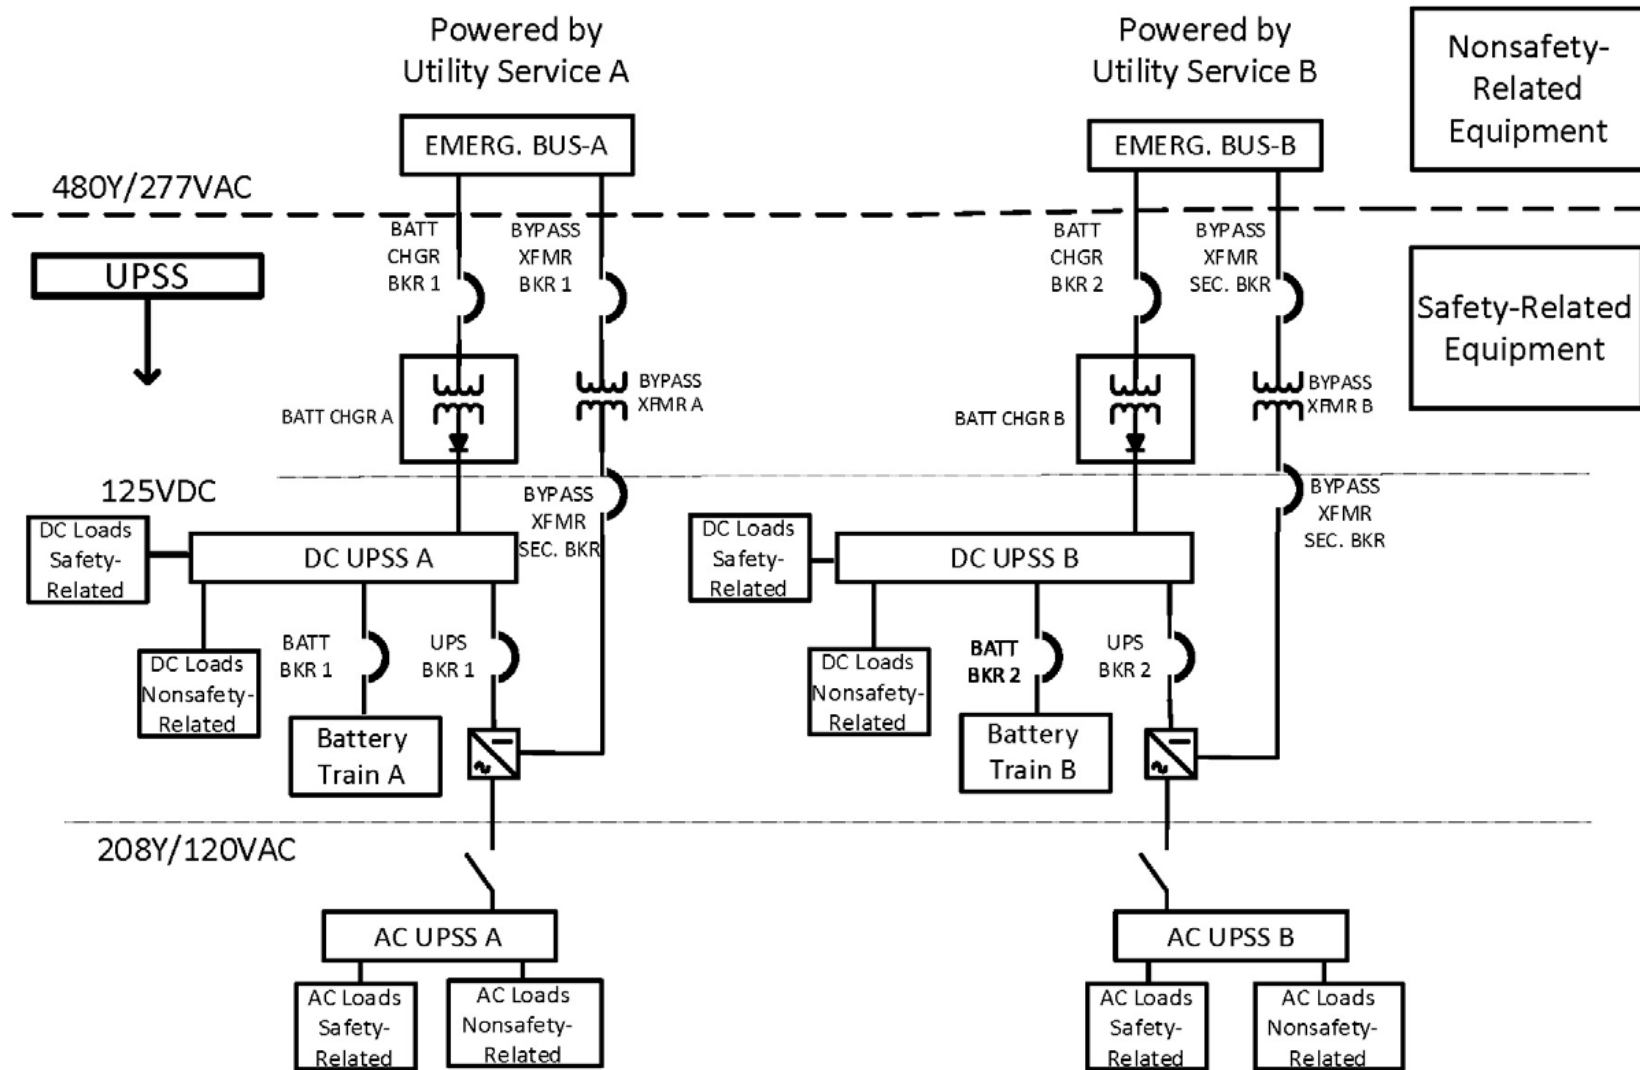 Powered by
Utility Service A
Powered by
Utility Service B
Nonsafety-
Related
Equipment
EMERG. BUS-A
EMERG. BUS-B
480Y/277VAC
UPSS
BATT
CHGR
BKR 1
BYPASS
XFMR
BKR 1
BATT
CHGR
BKR 2
BYPASS
XFMR
SEC. BKR
Safety-Related
Equipment
BATT CHGR A
BYPASS
XFMR A
BATT CHGR B
BYPASS
XFMR B
125VDC
BYPASS
XFMR
SEC. BKR
BYPASS
XFMR
SEC. BKR
DC Loads
Safety-
Related
DC UPSS A
DC Loads
Safety-
Related
DC UPSS B
DC Loads
Nonsafety-
Related
BATT
BKR 1
UPS
BKR 1
DC Loads
Nonsafety-
Related
BATT
BKR 2
UPS
BKR 2
Battery
Train A
Battery
Train B
208Y/120VAC
AC UPSS A
AC UPSS B
AC Loads
Safety-
Related
AC Loads
Nonsafety-
Related
AC Loads
Safety-
Related
AC Loads
Nonsafety-
Related